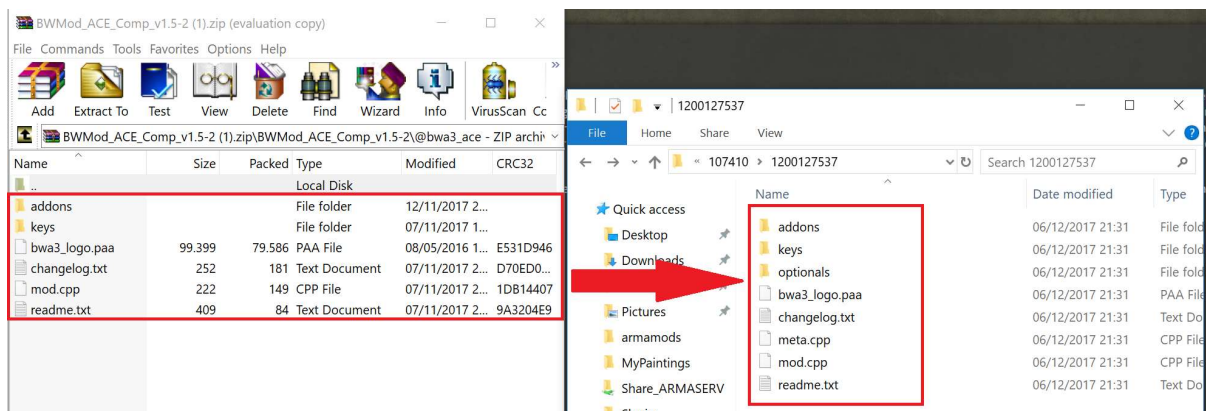 BWMod_ACE_Comp_v1.5-2 (1).zip (evaluation copy)
File Commands Tools Favorites Options Help
Add Extract To Test View Delete Find Wizard Info VirusScan Cc
BWMod_ACE_Comp_v1.5-2 (1).zip\BWMod_ACE_Comp_v1.5-2\@bwa3_ace - ZIP archiv
Name Size Packed Type Modified CRC32
.. Local Disk
addons File folder 12/11/2017 2...
keys File folder 07/11/2017 1...
bwa3_logo.paa 99.399 79.586 PAA File 08/05/2016 1... E531D946
changelog.txt 252 181 Text Document 07/11/2017 2... D70ED0...
mod.cpp 222 149 CPP File 07/11/2017 2... 1DB14407
readme.txt 409 84 Text Document 07/11/2017 2... 9A3204E9
1200127537
File Home Share View
« 107410 > 1200127537 Search 1200127537
Name Date modified Type
Quick access
Desktop
Downloads
Pictures
armamods
MyPaintings
Share_ARMASERV
addons 06/12/2017 21:31 File fold
keys 06/12/2017 21:31 File fold
optionals 06/12/2017 21:31 File fold
bwa3_logo.paa 06/12/2017 21:31 PAA File
changelog.txt 06/12/2017 21:31 Text Do
meta.cpp 06/12/2017 21:31 CPP File
mod.cpp 06/12/2017 21:31 CPP File
readme.txt 06/12/2017 21:31 Text Do